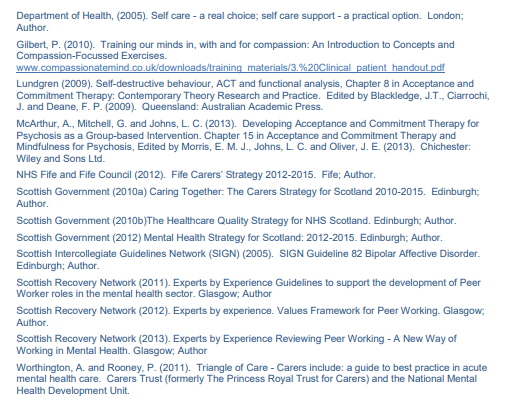 Department of Health, (2005). Self care - a real choice; self care support - a practical option.  London;
Author.
Gilbert, P. (2010).  Training our minds in, with and for compassion: An Introduction to Concepts and
Compassion-Focussed Exercises.
www.compassionatemind.co.uk/downloads/training_materials/3.%20Clinical_patient_handout.pdf
Lundgren (2009). Self-destructive behaviour, ACT and functional analysis, Chapter 8 in Acceptance and
Commitment Therapy: Contemporary Theory Research and Practice.  Edited by Blackledge, J.T., Ciarrochi,
J. and Deane, F. P. (2009).  Queensland: Australian Academic Press.
McArthur, A., Mitchell, G. and Johns, L. C. (2013).  Developing Acceptance and Commitment Therapy for
Psychosis as a Group-based Intervention. Chapter 15 in Acceptance and Commitment Therapy and
Mindfulness for Psychosis, Edited by Morris, E. M. J., Johns, L. C. and Oliver, J. E. (2013).  Chichester:
Wiley and Sons Ltd.
NHS Fife and Fife Council (2012).  Fife Carers' Strategy 2012-2015.  Fife; Author.
Scottish Government (2010a) Caring Together: The Carers Strategy for Scotland 2010-2015.  Edinburgh;
Author.
Scottish Government (2010b)The Healthcare Quality Strategy for NHS Scotland. Edinburgh; Author.
Scottish Government (2012) Mental Health Strategy for Scotland: 2012-2015. Edinburgh; Author.
Scottish Intercollegiate Guidelines Network (SIGN) (2005).  SIGN Guideline 82 Bipolar Affective Disorder.
Edinburgh; Author.
Scottish Recovery Network (2011). Experts by Experience Guidelines to support the development of Peer
Worker roles in the mental health sector. Glasgow; Author
Scottish Recovery Network (2012). Experts by experience. Values Framework for Peer Working. Glasgow;
Author.
Scottish Recovery Network (2013). Experts by Experience Reviewing Peer Working - A New Way of
Working in Mental Health. Glasgow; Author
Worthington, A. and Rooney, P. (2011).  Triangle of Care - Carers include: a guide to best practice in acute
mental health care.  Carers Trust (formerly The Princess Royal Trust for Carers) and the National Mental
Health Development Unit.